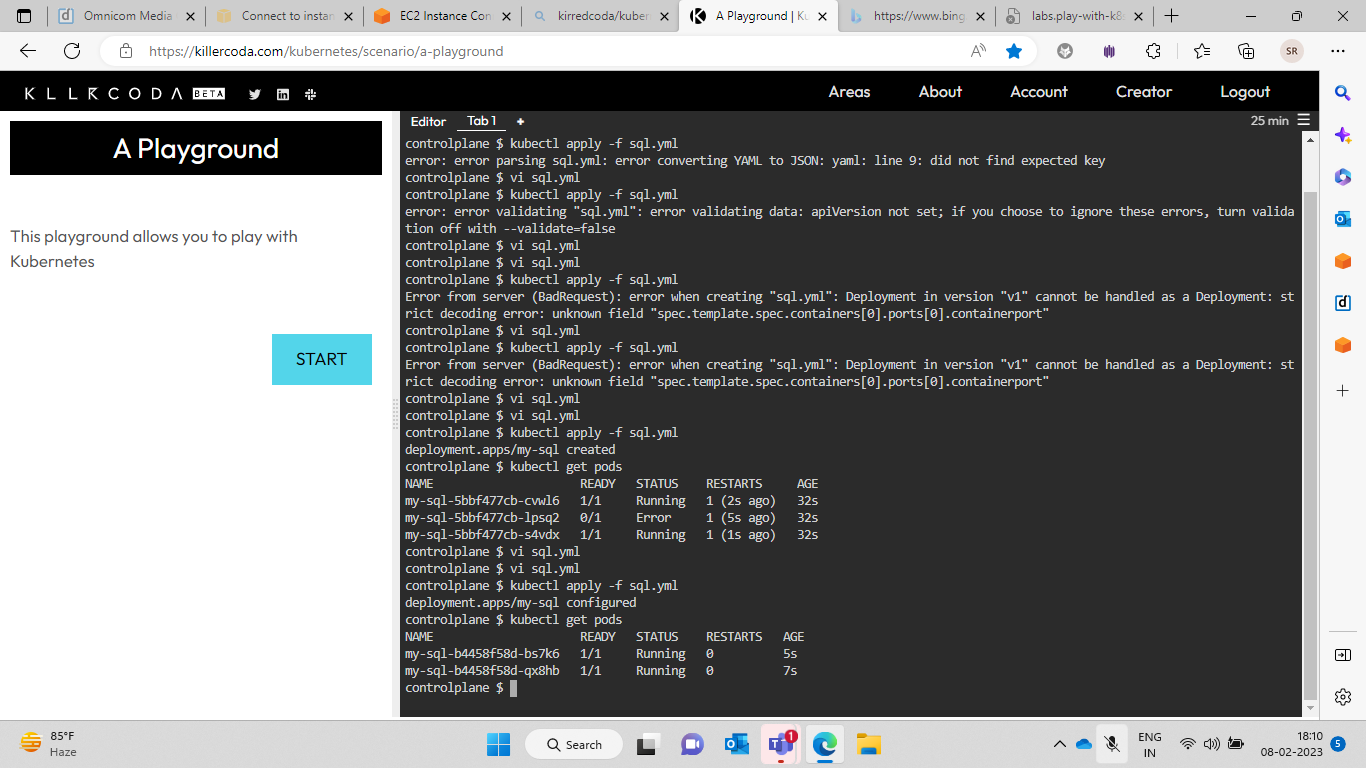 Omnicom Media
Connect to instan
EC2 Instance Con
kirredcoda/kuber
A Playground | Ku
https://www.bing
labs.play-with-k8
https://killercoda.com/kubernetes/scenario/a-playground
SR
KLLRCODA BETA
Areas
About
Account
Creator
Logout
A Playground
This playground allows you to play with
Kubernetes
START
Editor
Tab 1
+
25 min
controlplane $ kubectl apply -f sql.yml
error: error parsing sql.yml: error converting YAML to JSON: yaml: line 9: did not find expected key
controlplane $ vi sql.yml
controlplane $ kubectl apply -f sql.yml
error: error validating "sql.yml": error validating data: apiVersion not set; if you choose to ignore these errors, turn valida
tion off with --validate=false
controlplane $ vi sql.yml
controlplane $ vi sql.yml
controlplane $ kubectl apply -f sql.yml
Error from server (BadRequest): error when creating "sql.yml": Deployment in version "v1" cannot be handled as a Deployment: st
rict decoding error: unknown field "spec.template.spec.containers[0].ports[0].containerport"
controlplane $ vi sql.yml
controlplane $ kubectl apply -f sql.yml
Error from server (BadRequest): error when creating "sql.yml": Deployment in version "v1" cannot be handled as a Deployment: st
rict decoding error: unknown field "spec.template.spec.containers[0].ports[0].containerport"
controlplane $ vi sql.yml
controlplane $ vi sql.yml
controlplane $ kubectl apply -f sql.yml
deployment.apps/my-sql created
controlplane $ kubectl get pods
NAME READY STATUS RESTARTS AGE
my-sql-5bbf477cb-cvwl6 1/1 Running 1 (2s ago) 32s
my-sql-5bbf477cb-lpsq2 0/1 Error 1 (5s ago) 32s
my-sql-5bbf477cb-s4vdx 1/1 Running 1 (1s ago) 32s
controlplane $ vi sql.yml
controlplane $ vi sql.yml
controlplane $ kubectl apply -f sql.yml
deployment.apps/my-sql configured
controlplane $ kubectl get pods
NAME READY STATUS RESTARTS AGE
my-sql-b4458f58d-bs7k6 1/1 Running 0 5s
my-sql-b4458f58d-qx8hb 1/1 Running 0 7s
controlplane $
85°F
Haze
Search
1
ENG
IN
18:10
08-02-2023
5